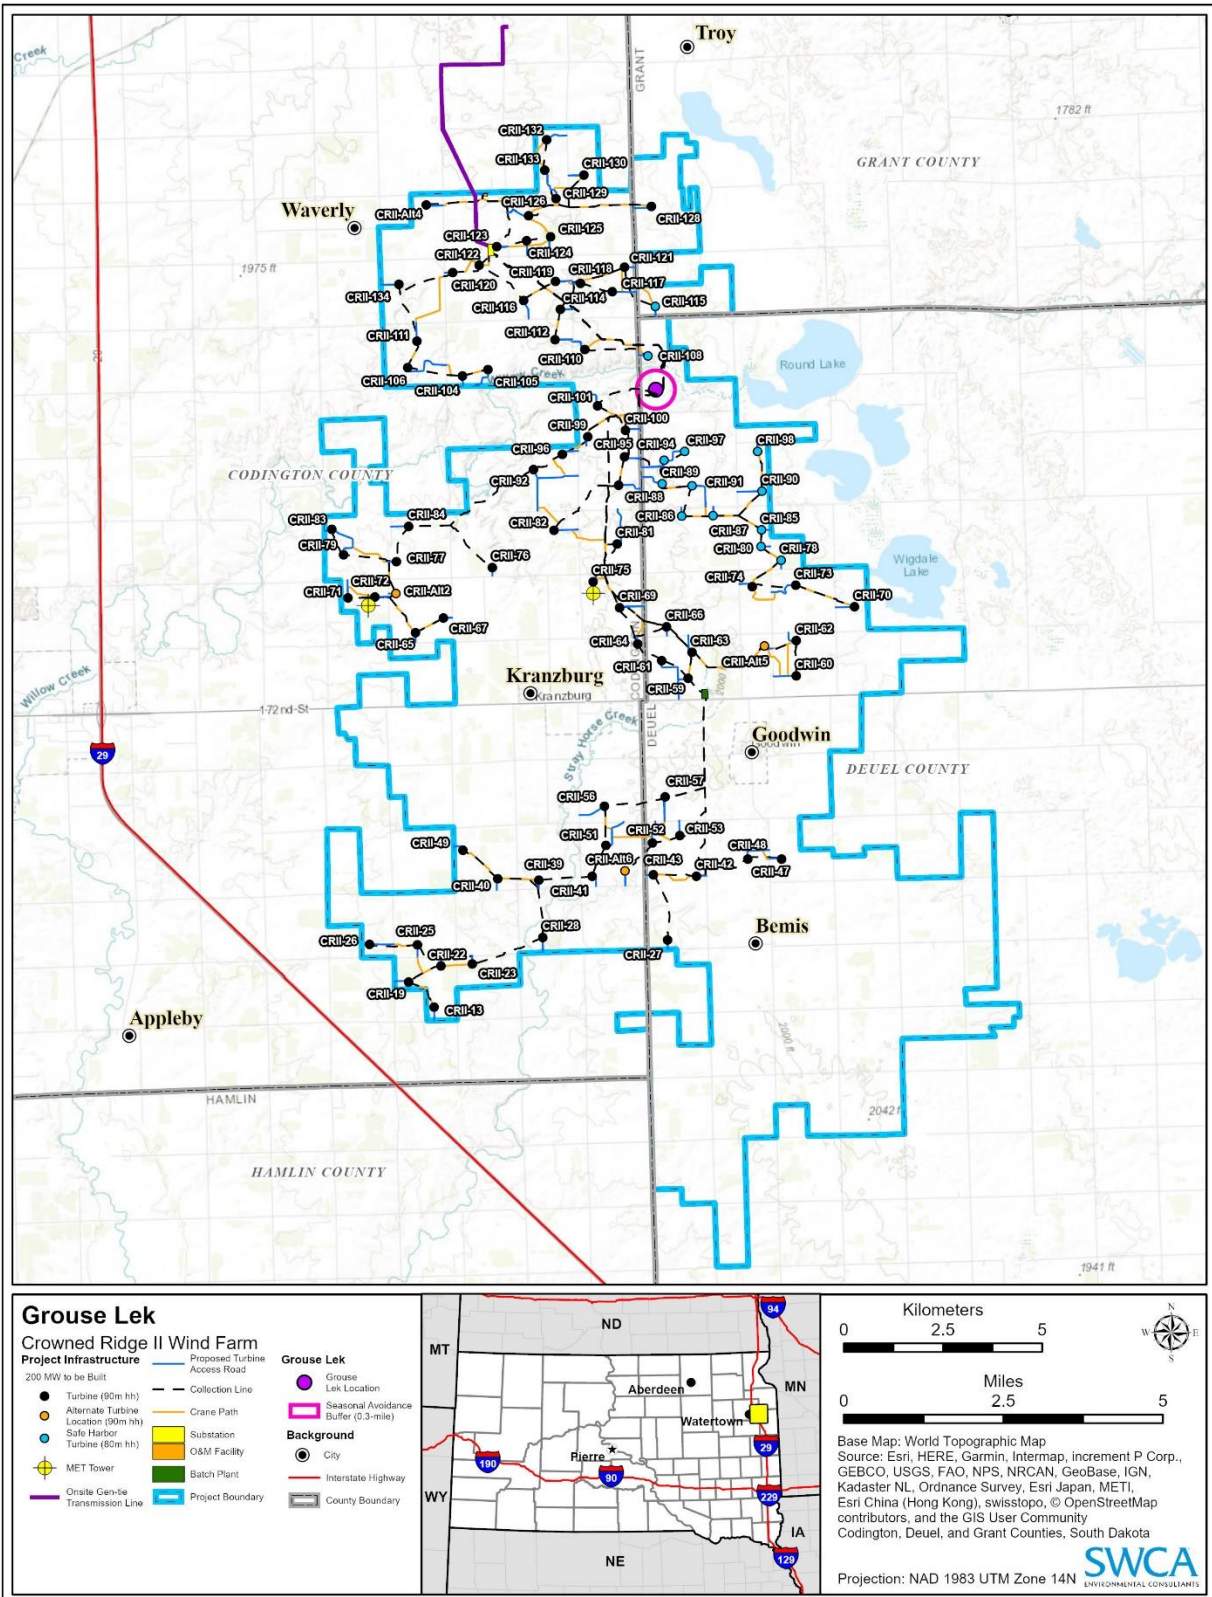 Troy
GRANT
Creek
1782 ft
CRII-132
GRANT COUNTY
CRII-133
CRII-130
CRII-129
CRII-126
Waverly
CRII-Alt4
CRII-128
CRII-123
CRII-125
CRII-124
CRII-122
CRII-121
1975 ft
CRII-119
CRII-118
CRII-120
CRII-117
CRII-134
CRII-114
CRII-116
CRII-115
CRII-111
CRII-112
CRII-110
CRII-108
Round Lake
CRII-106
Creek
CRII-105
CRII-104
CRII-101
CRII-100
CRII-99
CRII-96
CRII-95
CRII-94
CRII-97
CRII-98
CODINGTON COUNTY
CRII-92
CRII-89
CRII-91
CRII-90
CRII-88
CRII-83
CRII-84
CRII-82
CRII-86
CRII-85
CRII-81
CRII-87
CRII-79
CRII-80
CRII-78
CRII-77
CRII-76
Wigdale
Lake
CRII-75
CRII-74
CRII-73
CRII-72
CRII-71
CRII-Alt2
CRII-70
CRII-69
CRII-67
CRII-66
CRII-65
CRII-64
CRII-63
CRII-62
CRII-61
CRII-Alt5
CRII-60
Willow Creek
Kranzburg
Kranzburg
CRII-59
2000 ft
172nd-St
CODINGTON
DEUEL
Stray Horse Creek
Goodwin
Goodwin
29
DEUEL COUNTY
CRII-57
CRII-56
CRII-52
CRII-53
CRII-51
CRII-49
CRII-48
CRII-39
CRII-Alt6
CRII-43
CRII-42
CRII-47
CRII-40
CRII-41
CRII-28
CRII-25
CRII-26
CRII-22
CRII-27
Bemis
CRII-23
CRII-19
CRII-13
Appleby
2000 ft
HAMLIN
2042 ft
HAMLIN COUNTY
1941 ft
Grouse Lek
Crowned Ridge II Wind Farm
Project Infrastructure
200 MW to be Built
Turbine (90m hh)
Alternate Turbine
Location (90m hh)
Safe Harbor
Turbine (80m hh)
MET Tower
Onsite Gen-tie
Transmission Line
Proposed Turbine
Access Road
Collection Line
Crane Path
Substation
O&M Facility
Batch Plant
Project Boundary
Grouse Lek
Grouse
Lek Location
Seasonal Avoidance
Buffer (0.3-mile)
Background
City
Interstate Highway
County Boundary
MT
ND
94
MN
Aberdeen
Watertown
29
Pierre
190
90
229
WY
IA
NE
129
Kilometers
0 2.5 5
Miles
0 2.5 5
N
W E
S
Base Map: World Topographic Map
Source: Esri, HERE, Garmin, Intermap, increment P Corp.,
GEBCO, USGS, FAO, NPS, NRCAN, GeoBase, IGN,
Kadaster NL, Ordnance Survey, Esri Japan, METI,
Esri China (Hong Kong), swisstopo, © OpenStreetMap
contributors, and the GIS User Community
Codington, Deuel, and Grant Counties, South Dakota
Projection: NAD 1983 UTM Zone 14N
SWCA
ENVIRONMENTAL CONSULTANTS